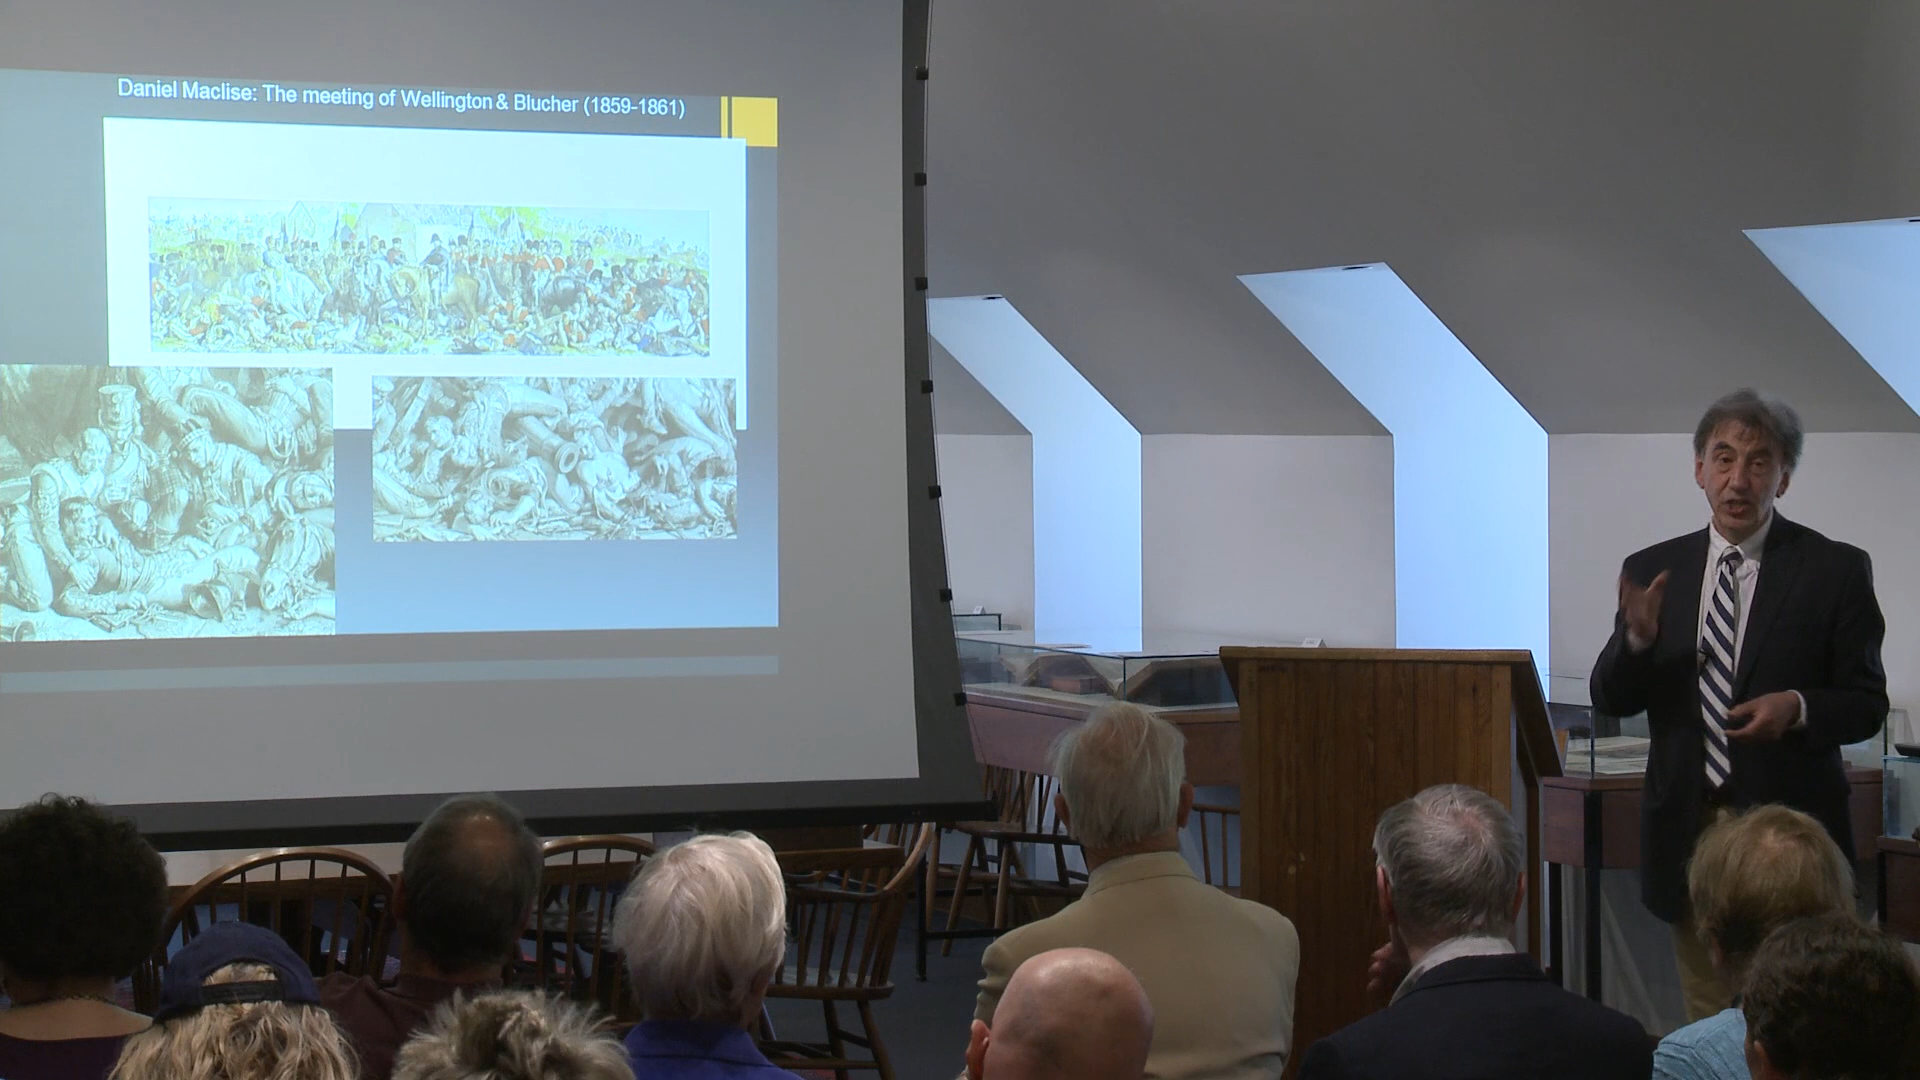 Daniel Maclise: The meeting of Wellington & Blucher (1859-1861)